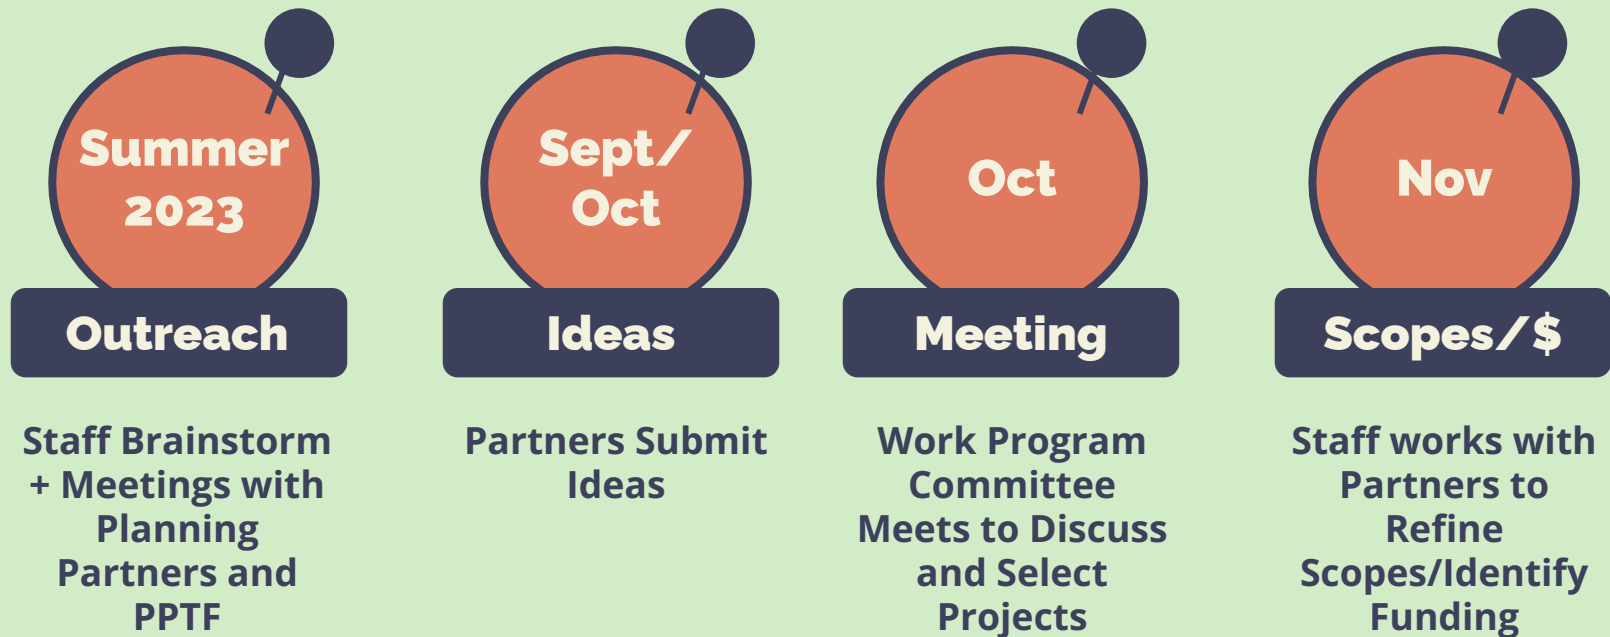 Summer
2023
Outreach
Staff Brainstorm
+ Meetings with
Planning
Partners and
PPTF
Sept/
Oct
Ideas
Partners Submit
Ideas
Oct
Meeting
Work Program
Committee
Meets to Discuss
and Select
Projects
Nov
Scopes/$
Staff works with
Partners to
Refine
Scopes/Identify
Funding